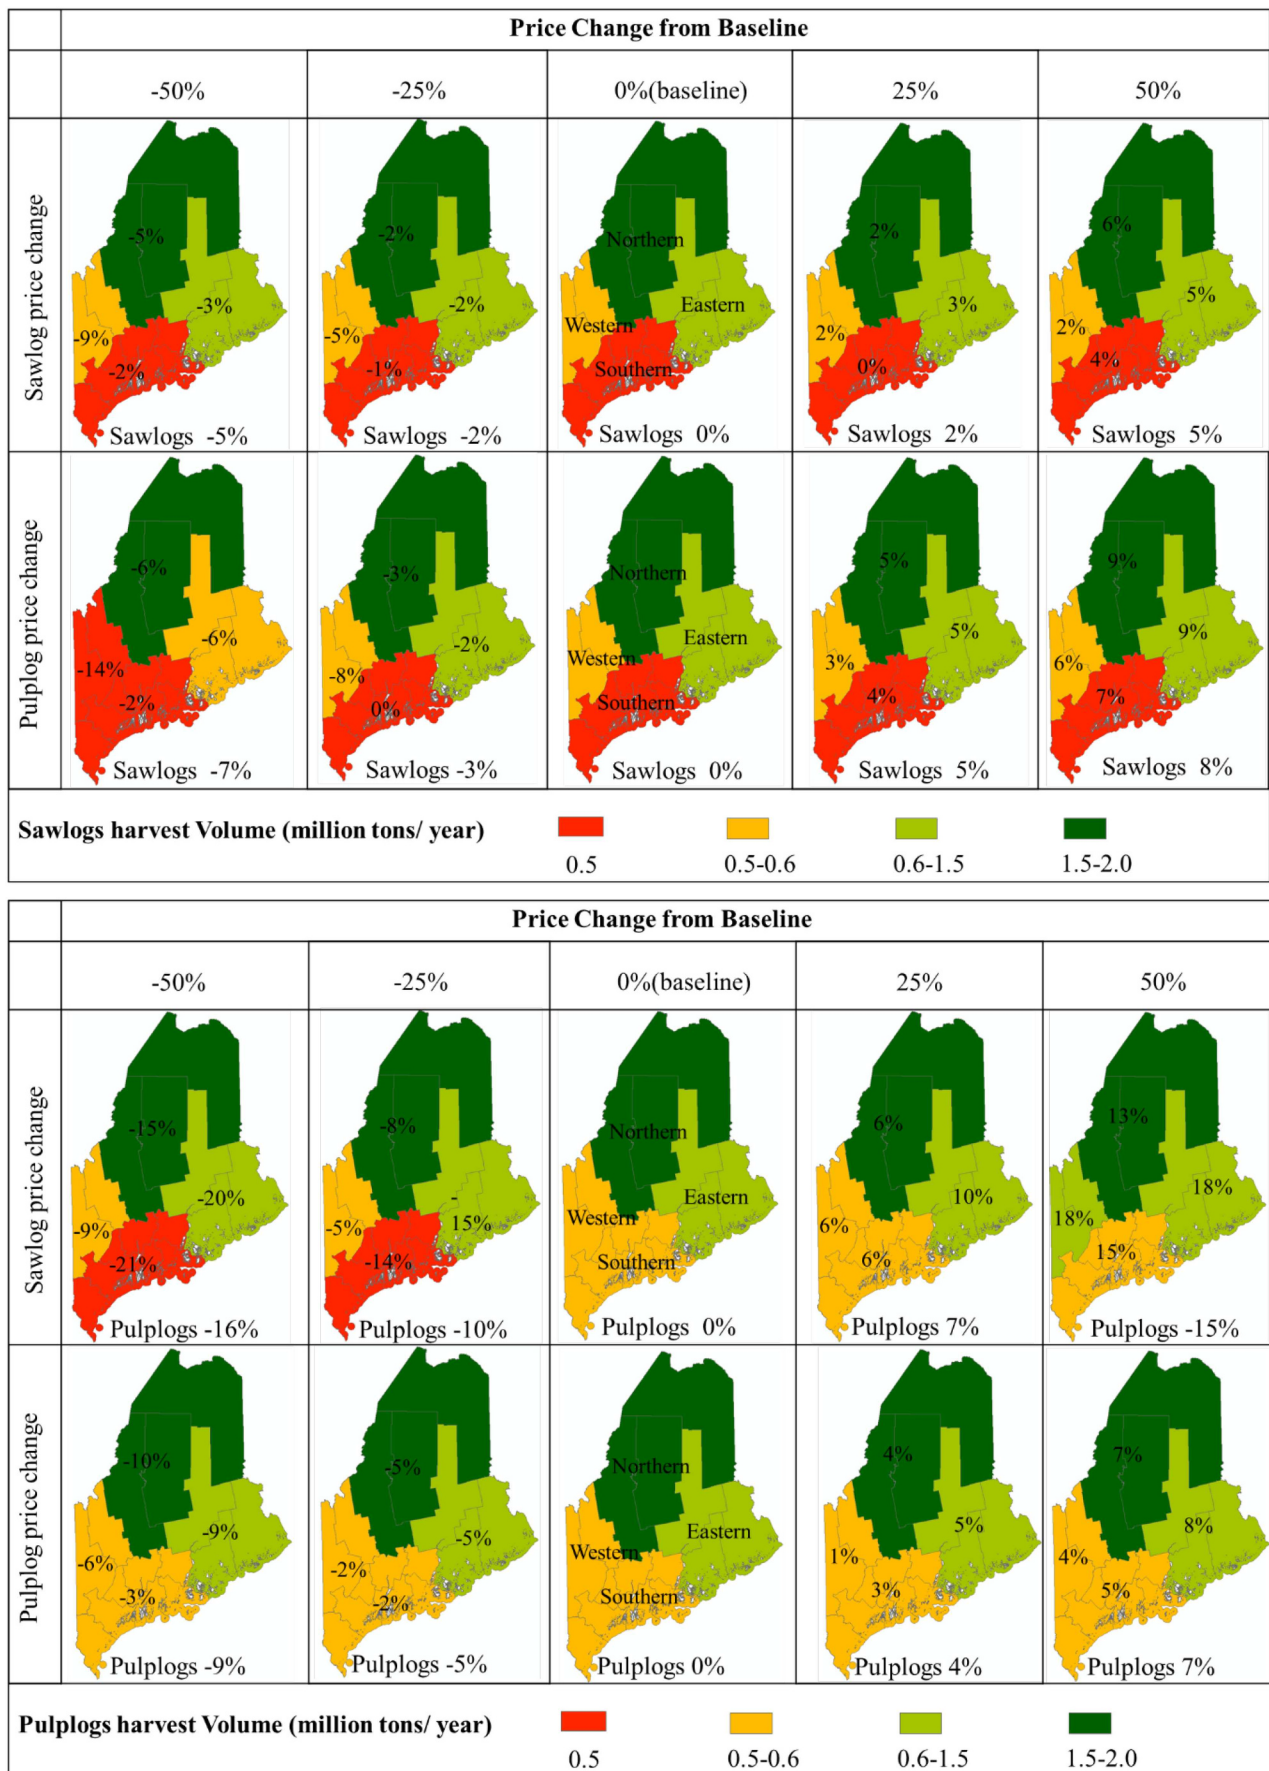 Price Change from Baseline
-50%
-25%
0%(baseline)
25%
50%
Sawlog price change
-5%
-3%
-9%
-2%
Sawlogs -5%
-2%
-2%
-5%
-1%
Sawlogs -2%
Northern
Eastern
Western
Southern
Sawlogs 0%
2%
3%
2%
0%
Sawlogs 2%
6%
5%
2%
4%
Sawlogs 5%
Pulplog price change
-6%
-6%
-14%
-2%
Sawlogs -7%
-3%
-2%
-8%
0%
Sawlogs -3%
Northern
Eastern
Western
Southern
Sawlogs 0%
5%
5%
3%
4%
Sawlogs 5%
9%
9%
6%
7%
Sawlogs 8%
Sawlogs harvest Volume (million tons/ year)
0.5
0.5-0.6
0.6-1.5
1.5-2.0
Price Change from Baseline
-50%
-25%
0%(baseline)
25%
50%
Sawlog price change
-15%
-20%
-9%
-21%
Pulplogs -16%
-8%
-
15%
-5%
-14%
Pulplogs -10%
Northern
Eastern
Western
Southern
Pulplogs 0%
6%
10%
6%
6%
Pulplogs 7%
13%
18%
18%
15%
Pulplogs -15%
Pulplog price change
-10%
-9%
-6%
-3%
Pulplogs -9%
-5%
-5%
-2%
-2%
Pulplogs -5%
Northern
Eastern
Western
Southern
Pulplogs 0%
4%
5%
1%
3%
Pulplogs 4%
7%
8%
4%
5%
Pulplogs 7%
Pulplogs harvest Volume (million tons/ year)
0.5
0.5-0.6
0.6-1.5
1.5-2.0